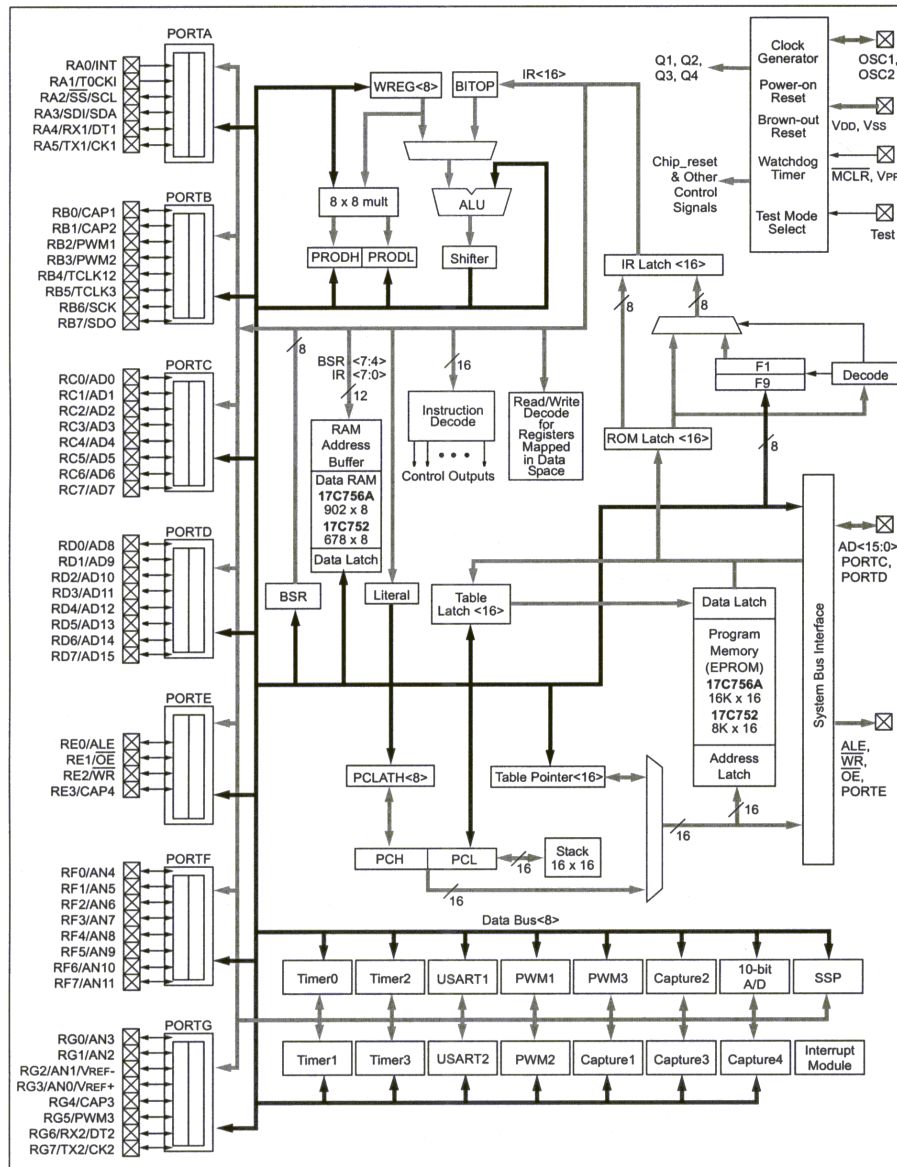 PORTA
RA0/INT
RA1/T0CKI
RA2/SS/SCL
RA3/SDI/SDA
RA4/RX1/DT1
RA5/TX1/CK1
PORTB
RB0/CAP1
RB1/CAP2
RB2/PWM1
RB3/PWM2
RB4/TCLK12
RB5/TCLK3
RB6/SCK
RB7/SDO
PORTC
RC0/AD0
RC1/AD1
RC2/AD2
RC3/AD3
RC4/AD4
RC5/AD5
RC6/AD6
RC7/AD7
PORTD
RD0/AD8
RD1/AD9
RD2/AD10
RD3/AD11
RD4/AD12
RD5/AD13
RD6/AD14
RD7/AD15
PORTE
RE0/ALE
RE1/OE
RE2/WR
RE3/CAP4
PORTF
RF0/AN4
RF1/AN5
RF2/AN6
RF3/AN7
RF4/AN8
RF5/AN9
RF6/AN10
RF7/AN11
PORTG
RG0/AN3
RG1/AN2
RG2/AN1/VREF-
RG3/AN0/VREF+
RG4/CAP3
RG5/PWM3
RG6/RX2/DT2
RG7/TX2/CK2
WREG<8>
BITOP
IR<16>
8 x 8 mult
ALU
PRODH
PRODL
Shifter
Q1, Q2,
Q3, Q4
Chip_reset
& Other
Control
Signals
Clock
Generator
Power-on
Reset
Brown-out
Reset
Watchdog
Timer
Test Mode
Select
OSC1,
OSC2
VDD, VSS
MCLR, VPP
Test
IR Latch <16>
8
8
F1
F9
Decode
ROM Latch <16>
8
8
BSR <7:4>
IR <7:0>
12
16
RAM
Address
Buffer
Data RAM
17C756A
902 x 8
17C752
678 x 8
Data Latch
Instruction
Decode
Control Outputs
Read/Write
Decode
for
Registers
Mapped
in Data
Space
BSR
Literal
Table
Latch <16>
Data Latch
Program
Memory
(EPROM)
17C756A
16K x 16
17C752
8K x 16
Address
Latch
System Bus Interface
AD<15:0>
PORTC,
PORTD
ALE,
WR,
OE,
PORTE
PCLATH<8>
Table Pointer<16>
16
16
PCH
PCL
16
Stack
16 x 16
16
Data Bus<8>
Timer0
Timer2
USART1
PWM1
PWM3
Capture2
10-bit
A/D
SSP
Timer1
Timer3
USART2
PWM2
Capture1
Capture3
Capture4
Interrupt
Module